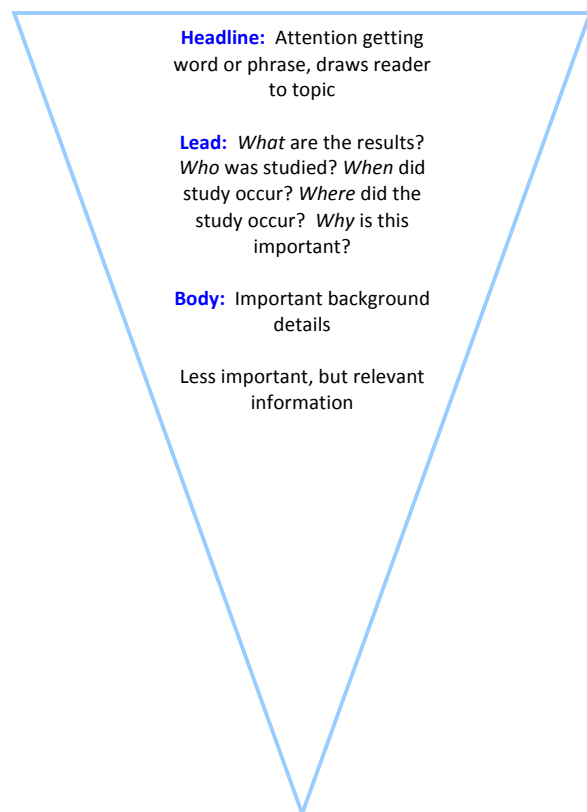 Headline: Attention getting
word or phrase, draws reader
to topic
Lead: What are the results?
Who was studied? When did
study occur? Where did the
study occur? Why is this
important?
Body: Important background
details
Less important, but relevant
information